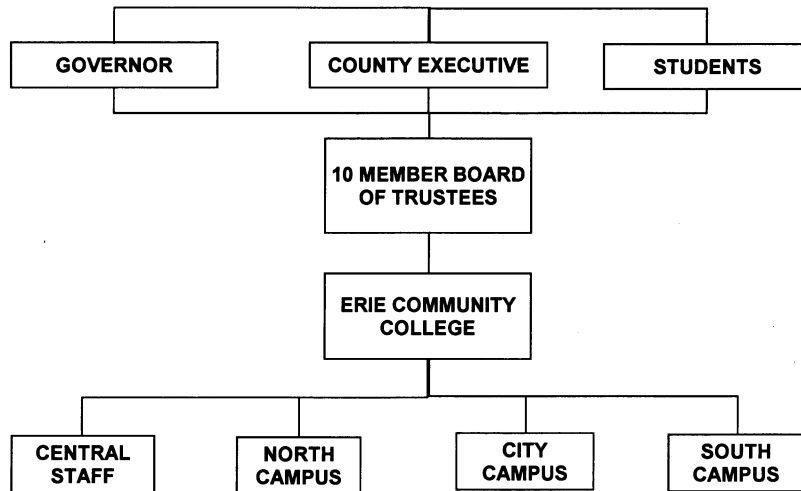 GOVERNOR
COUNTY EXECUTIVE
STUDENTS
10 MEMBER BOARD
OF TRUSTEES
ERIE COMMUNITY
COLLEGE
CENTRAL
STAFF
NORTH
CAMPUS
CITY
CAMPUS
SOUTH
CAMPUS